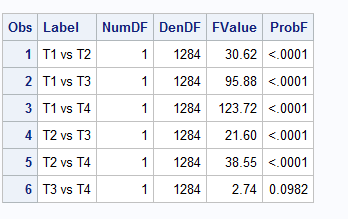 Obs Label NumDF DenDF FValue ProbF
1 T1 vs T2 1 1284 30.62 <.0001
2 T1 vs T3 1 1284 95.88 <.0001
3 T1 vs T4 1 1284 123.72 <.0001
4 T2 vs T3 1 1284 21.60 <.0001
5 T2 vs T4 1 1284 38.55 <.0001
6 T3 vs T4 1 1284 2.74 0.0982